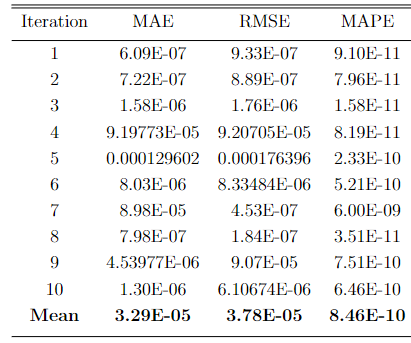 Iteration MAE RMSE MAPE
1 6.09E-07 9.33E-07 9.10E-11
2 7.22E-07 8.89E-07 7.96E-11
3 1.58E-06 1.76E-06 1.58E-11
4 9.19773E-05 9.20705E-05 8.19E-11
5 0.000129602 0.000176396 2.33E-10
6 8.03E-06 8.33484E-06 5.21E-10
7 8.98E-05 4.53E-07 6.00E-09
8 7.98E-07 1.84E-07 3.51E-11
9 4.53977E-06 9.07E-05 7.51E-10
10 1.30E-06 6.10674E-06 6.46E-10
Mean 3.29E-05 3.78E-05 8.46E-10